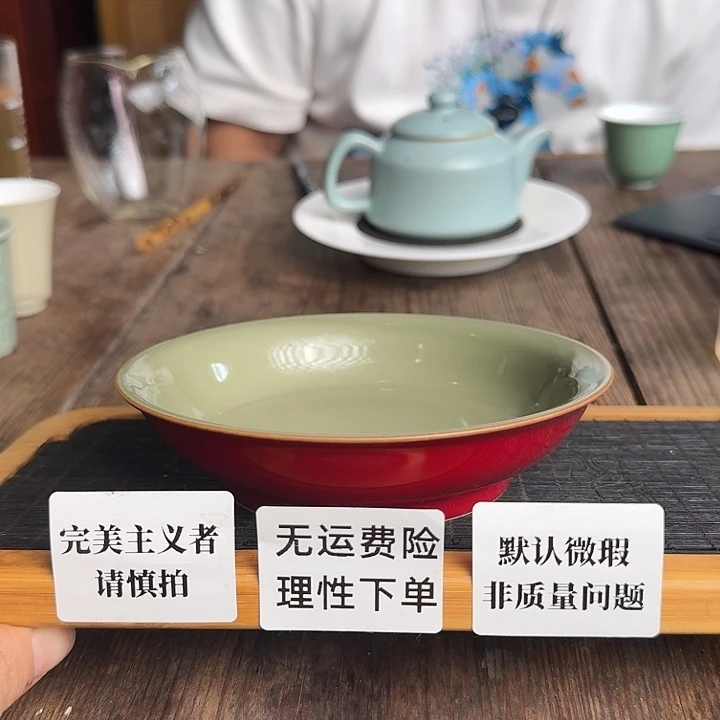 完美主义者
请慎拍
无运费险
理性下单
默认微瑕
非质量问题